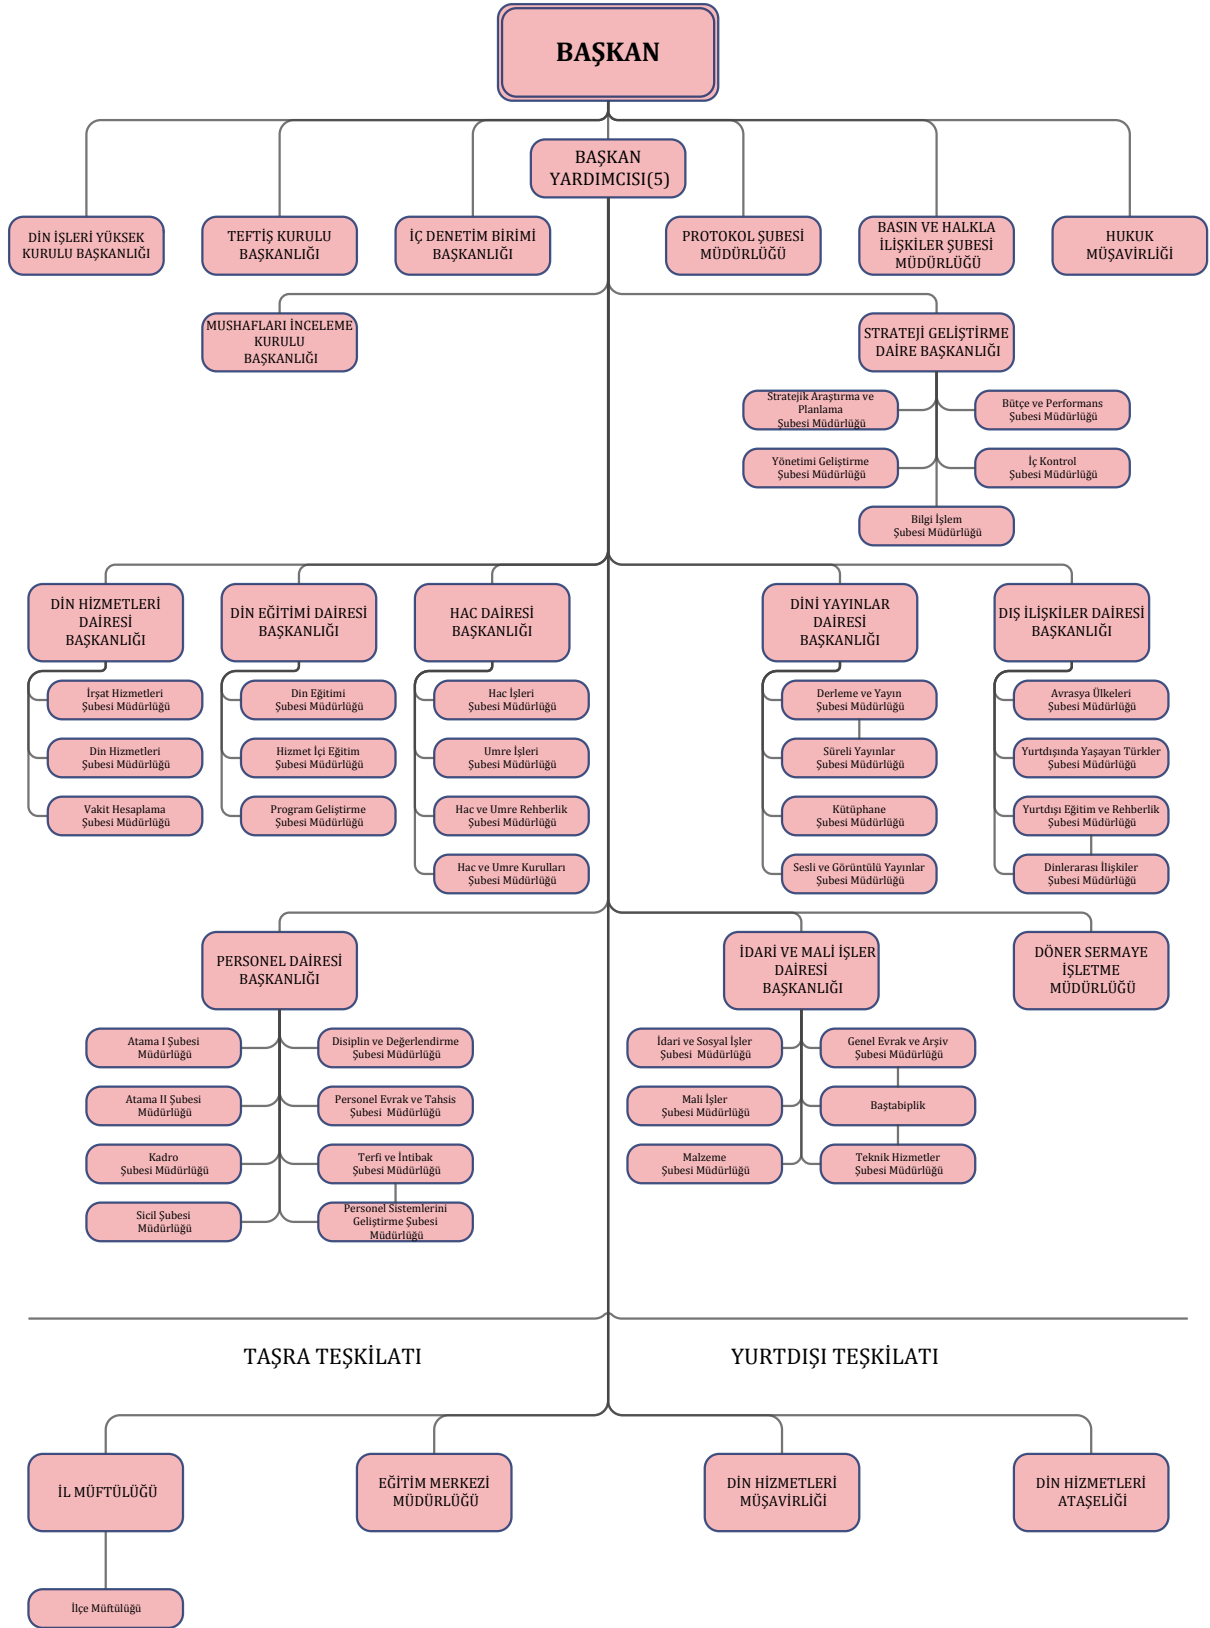 BAŞKAN
BAŞKAN
YARDIMCISI(5)
DİN İŞLERİ YÜKSEK
KURULU BAŞKANLIĞI
TEFTİŞ KURULU
BAŞKANLIĞI
İÇ DENETİM BİRİMİ
BAŞKANLIĞI
PROTOKOL ŞUBESİ
MÜDÜRLÜĞÜ
BASIN VE HALKLA
İLİŞKİLER ŞUBESİ
MÜDÜRLÜĞÜ
HUKUK
MÜŞAVİRLİĞİ
MUSHAFLARI İNCELEME
KURULU
BAŞKANLIĞI
STRATEJİ GELİŞTİRME
DAİRE BAŞKANLIĞI
Stratejik Araştırma ve
Planlama
Şubesi Müdürlüğü
Bütçe ve Performans
Şubesi Müdürlüğü
Yönetimi Geliştirme
Şubesi Müdürlüğü
İç Kontrol
Şubesi Müdürlüğü
Bilgi İşlem
Şubesi Müdürlüğü
DİN HİZMETLERİ
DAİRESİ
BAŞKANLIĞI
DİN EĞİTİMİ DAİRESİ
BAŞKANLIĞI
HAC DAİRESİ
BAŞKANLIĞI
DİNİ YAYINLAR
DAİRESİ
BAŞKANLIĞI
DIŞ İLİŞKİLER DAİRESİ
BAŞKANLIĞI
İrşat Hizmetleri
Şubesi Müdürlüğü
Din Eğitimi
Şubesi Müdürlüğü
Hac İşleri
Şubesi Müdürlüğü
Derleme ve Yayın
Şubesi Müdürlüğü
Avrasya Ülkeleri
Şubesi Müdürlüğü
Din Hizmetleri
Şubesi Müdürlüğü
Hizmet İçi Eğitim
Şubesi Müdürlüğü
Umre İşleri
Şubesi Müdürlüğü
Süreli Yayınlar
Şubesi Müdürlüğü
Yurtdışında Yaşayan Türkler
Şubesi Müdürlüğü
Vakit Hesaplama
Şubesi Müdürlüğü
Program Geliştirme
Şubesi Müdürlüğü
Hac ve Umre Rehberlik
Şubesi Müdürlüğü
Kütüphane
Şubesi Müdürlüğü
Yurtdışı Eğitim ve Rehberlik
Şubesi Müdürlüğü
Hac ve Umre Kurulları
Şubesi Müdürlüğü
Sesli ve Görüntülü Yayınlar
Şubesi Müdürlüğü
Dinlerarası İlişkiler
Şubesi Müdürlüğü
PERSONEL DAİRESİ
BAŞKANLIĞI
İDARİ VE MALİ İŞLER
DAİRESİ
BAŞKANLIĞI
DÖNER SERMAYE
İŞLETME
MÜDÜRLÜĞÜ
Atama I Şubesi
Müdürlüğü
Disiplin ve Değerlendirme
Şubesi Müdürlüğü
İdari ve Sosyal İşler
Şubesi Müdürlüğü
Genel Evrak ve Arşiv
Şubesi Müdürlüğü
Atama II Şubesi
Müdürlüğü
Personel Evrak ve Tahsis
Şubesi Müdürlüğü
Mali İşler
Şubesi Müdürlüğü
Baştabiplik
Kadro
Şubesi Müdürlüğü
Terfi ve İntibak
Şubesi Müdürlüğü
Malzeme
Şubesi Müdürlüğü
Teknik Hizmetler
Şubesi Müdürlüğü
Sicil Şubesi
Müdürlüğü
Personel Sistemlerini
Geliştirme Şubesi
Müdürlüğü
TAŞRA TEŞKİLATI
YURTDIŞI TEŞKİLATI
İL MÜFTÜLÜĞÜ
EĞİTİM MERKEZİ
MÜDÜRLÜĞÜ
DİN HİZMETLERİ
MÜŞAVİRLİĞİ
DİN HİZMETLERİ
ATAŞELİĞİ
İlçe Müftülüğü